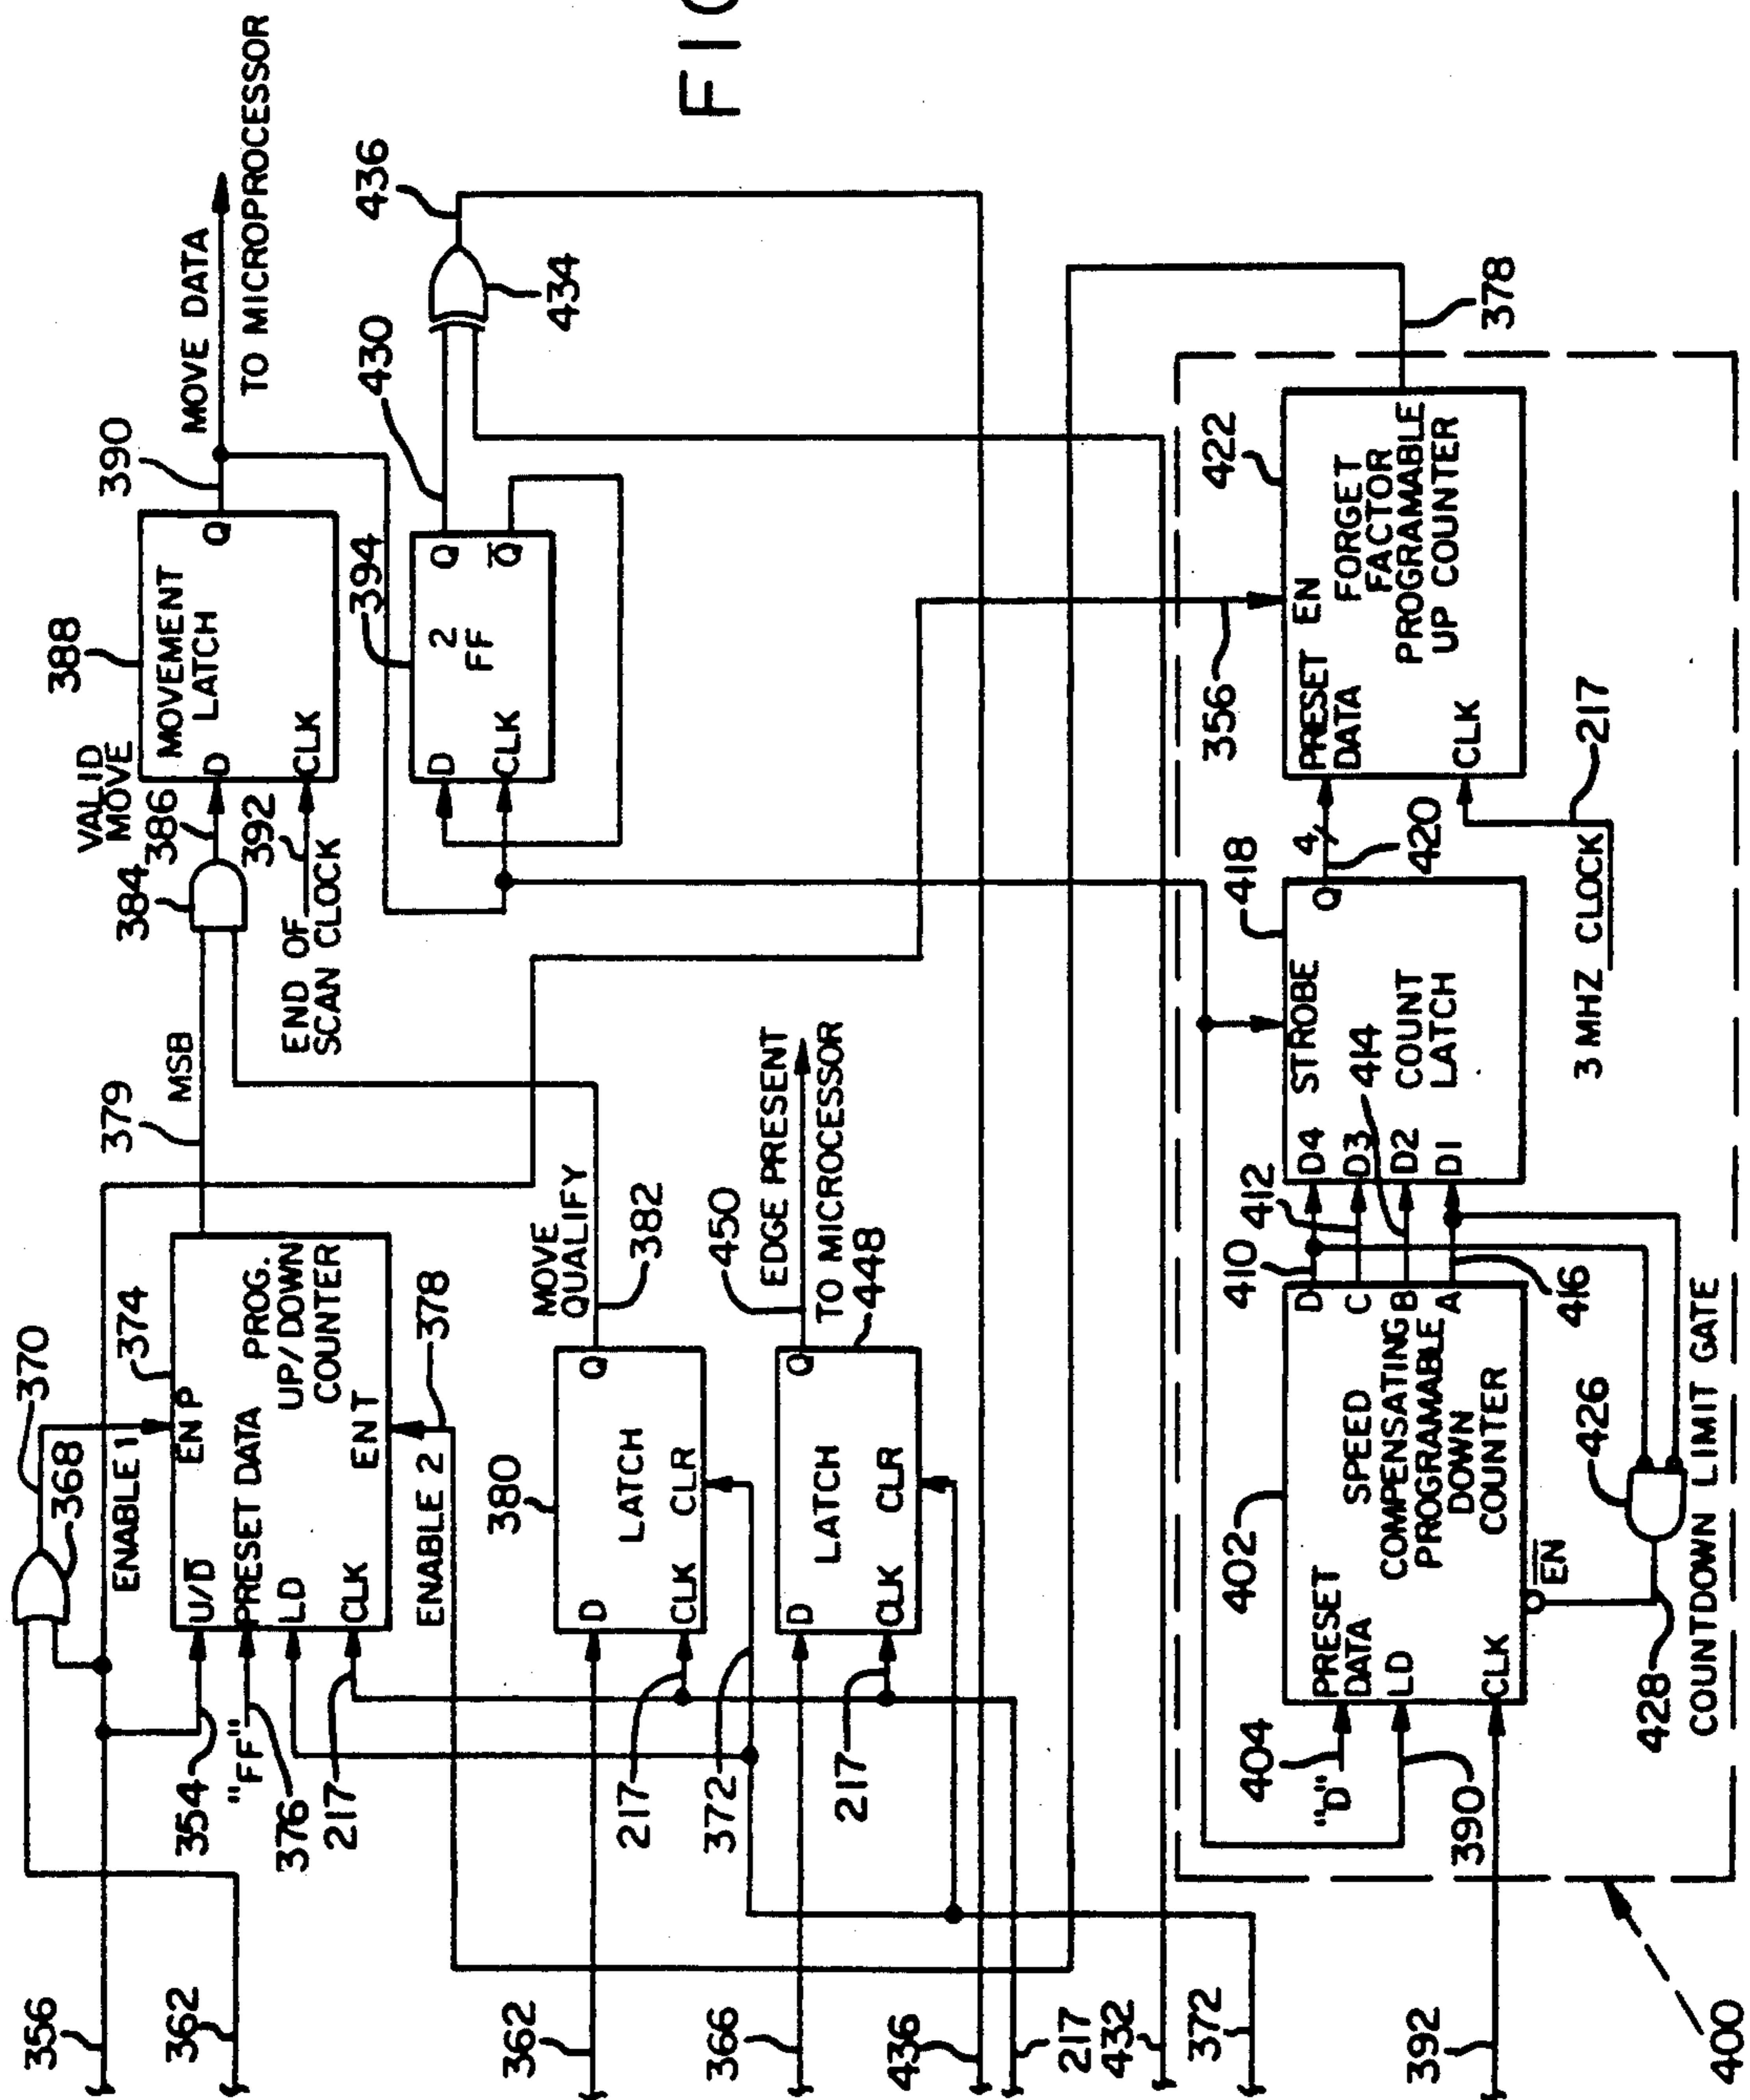 FIG
356
362
370
368
374
ENABLE 1
EN P
U/D̅
PRESET DATA
PROG.
UP/DOWN
COUNTER
LD
CLK
EN T
354
"FF"
376
217
ENABLE 2
378
379
MSB
384
VALID
MOVE
386
392
END OF
SCAN CLOCK
388
MOVEMENT
LATCH
D
CLK
Q
390
MOVE DATA
TO MICROPROCESSOR
394
D
CLK
2
FF
Q
Q̅
430
434
436
362
217
372
380
D
LATCH
CLK
CLR
Q
MOVE
QUALIFY
382
366
217
448
D
LATCH
CLK
CLR
Q
450
EDGE PRESENT
TO MICROPROCESSOR
436
217
432
372
392
400
402
404
"D"
390
PRESET
DATA
LD
CLK
E̅N̅
SPEED
COMPENSATING
PROGRAMABLE
DOWN
COUNTER
D
C
B
A
410
412
414
416
426
428
COUNTDOWN LIMIT GATE
418
STROBE
D4
D3
D2
D1
COUNT
LATCH
Q
4
420
356
422
PRESET EN
DATA
FORGET
FACTOR
PROGRAMABLE
UP COUNTER
CLK
3 MHZ CLOCK
217
378